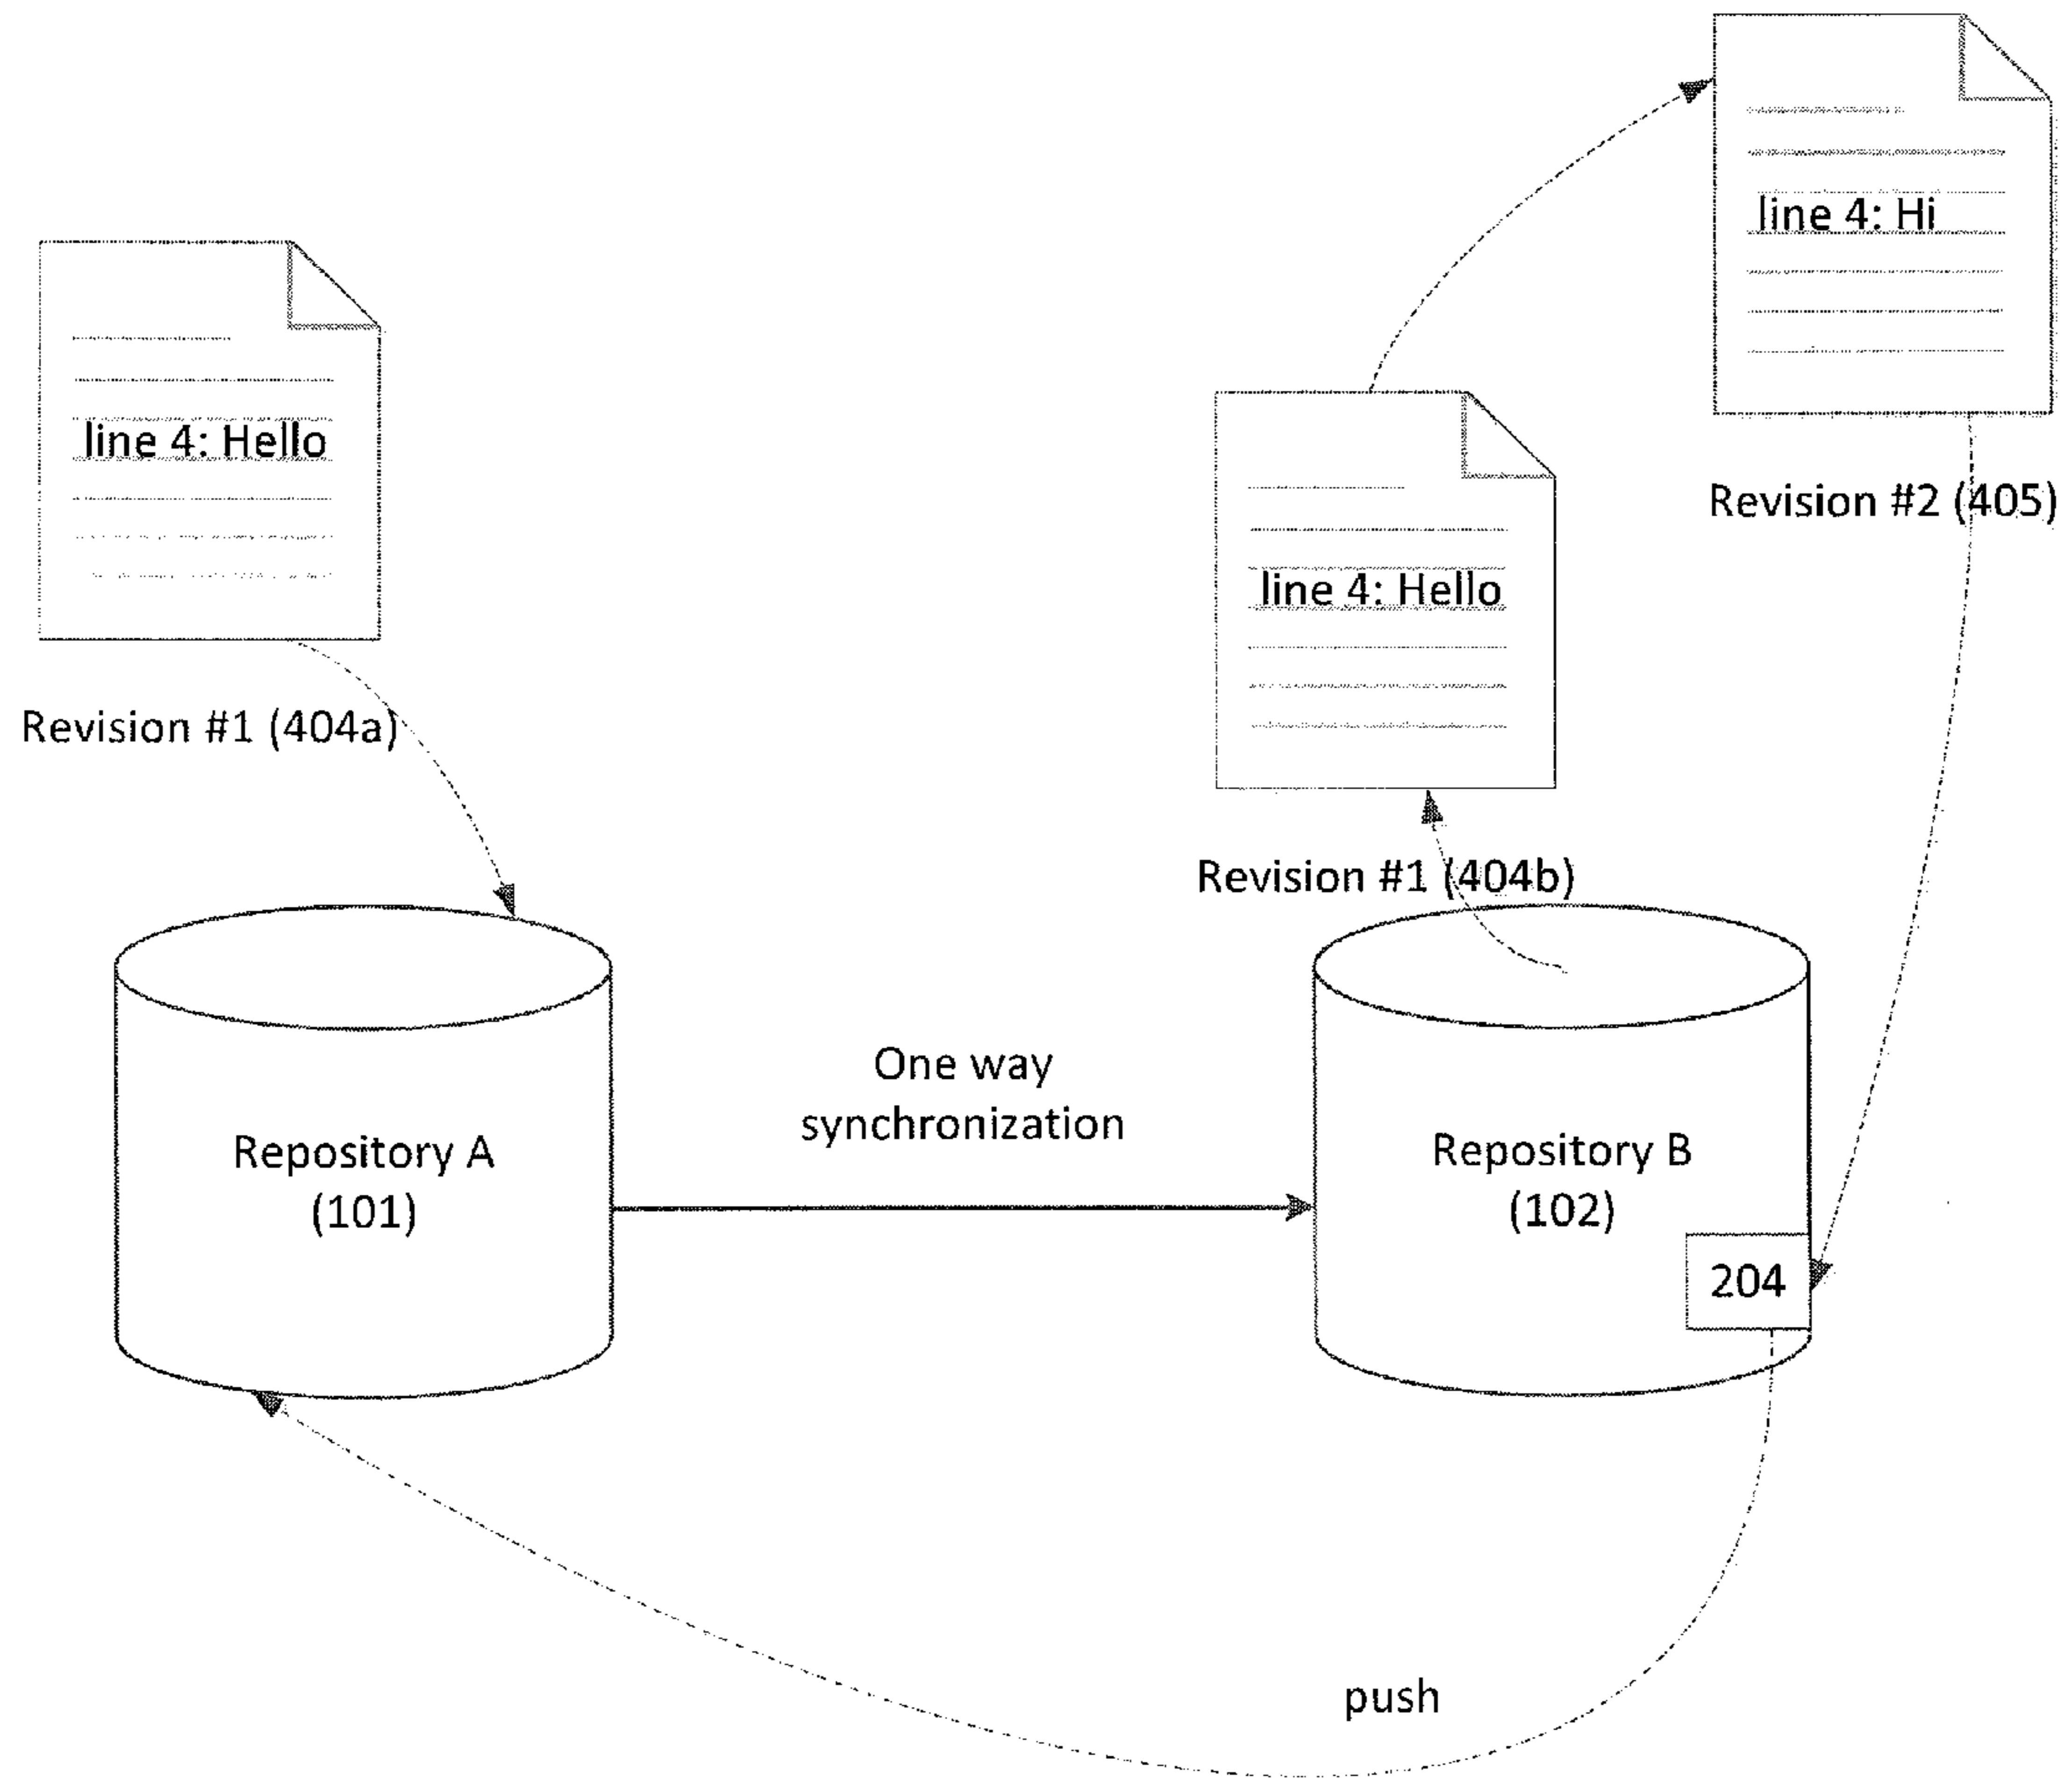 line 4: Hi
Revision #2 (405)
line 4: Hello
Revision #1 (404a)
line 4: Hello
Revision #1 (404b)
One way
synchronization
Repository A
(101)
Repository B
(102)
204
push